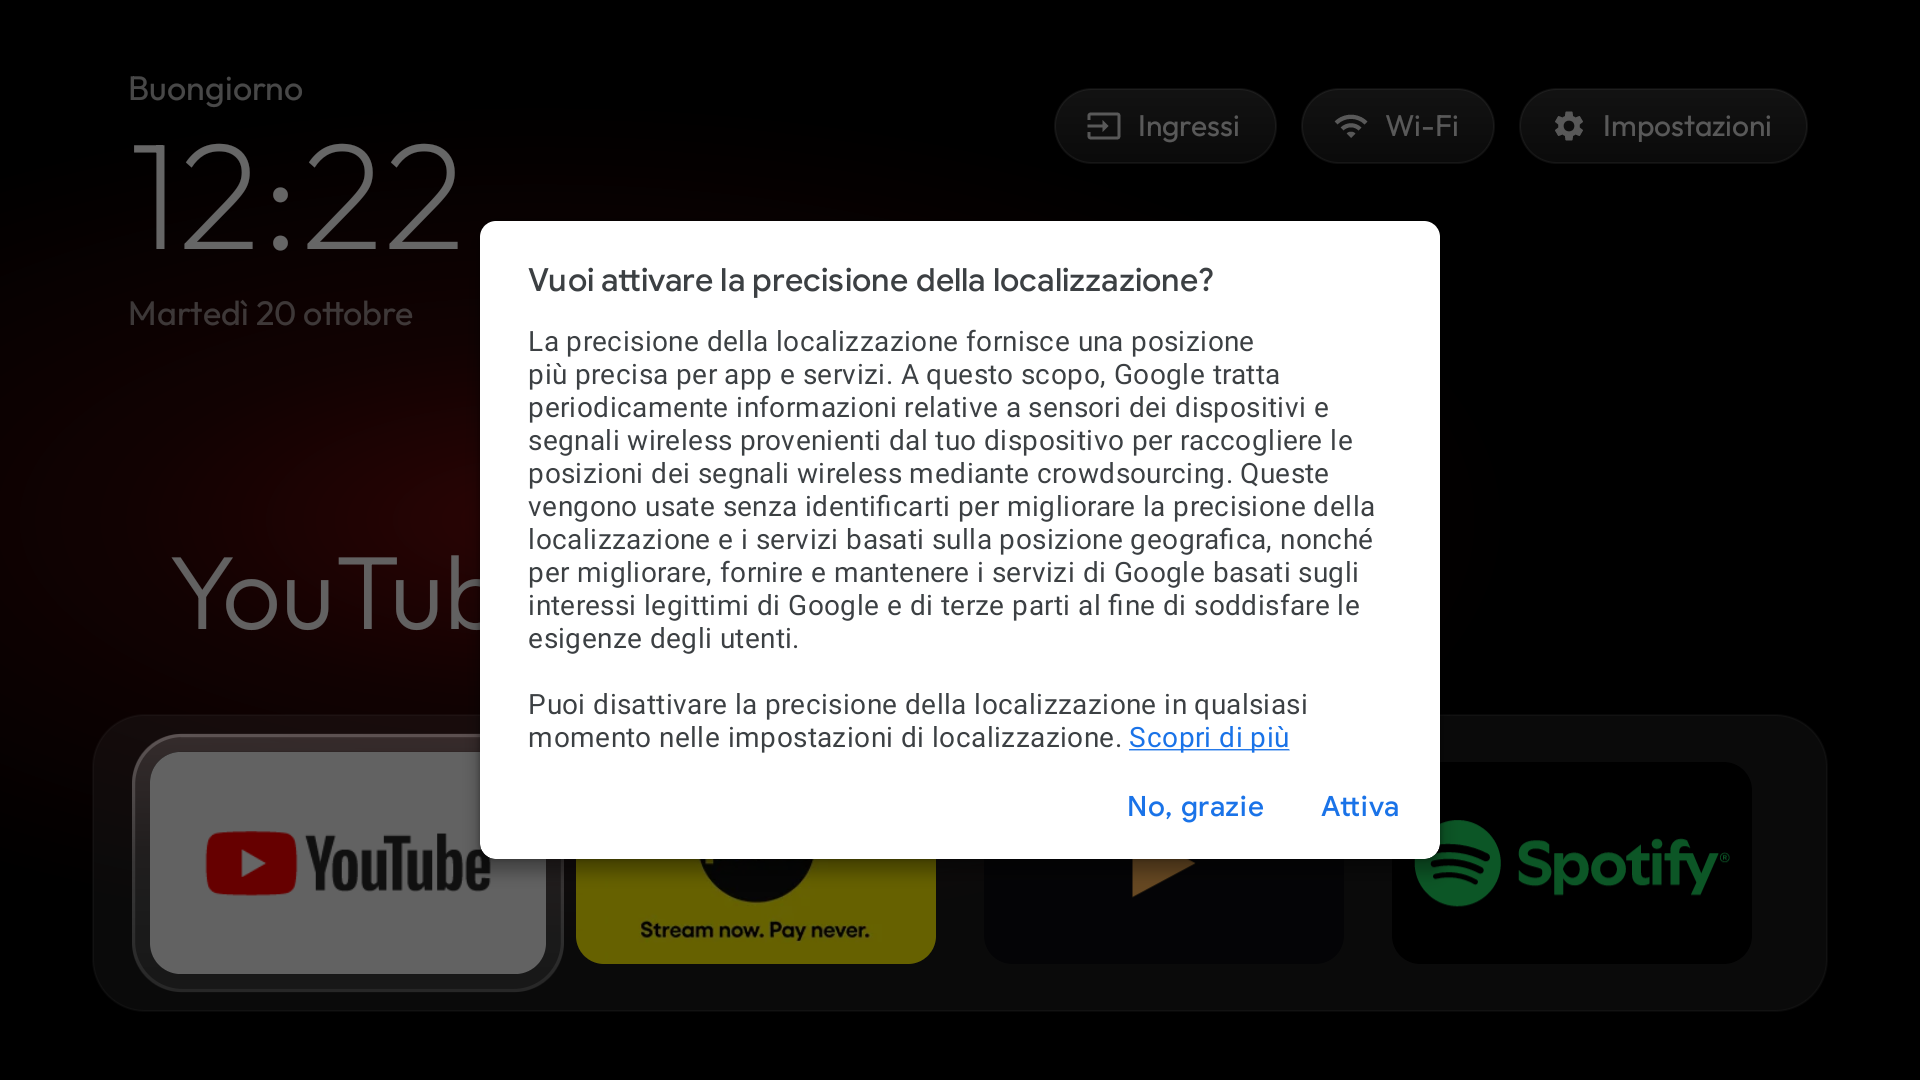 Buongiorno
12:22
Martedì 20 ottobre
Ingressi
Wi-Fi
Impostazioni
Vuoi attivare la precisione della localizzazione?
La precisione della localizzazione fornisce una posizione
più precisa per app e servizi. A questo scopo, Google tratta
periodicamente informazioni relative a sensori dei dispositivi e
segnali wireless provenienti dal tuo dispositivo per raccogliere le
posizioni dei segnali wireless mediante crowdsourcing. Queste
vengono usate senza identificarti per migliorare la precisione della
localizzazione e i servizi basati sulla posizione geografica, nonché
per migliorare, fornire e mantenere i servizi di Google basati sugli
interessi legittimi di Google e di terze parti al fine di soddisfare le
esigenze degli utenti.
Puoi disattivare la precisione della localizzazione in qualsiasi
momento nelle impostazioni di localizzazione. Scopri di più
No, grazie
Attiva
YouTub
YouTube
Stream now. Pay never.
Spotify®